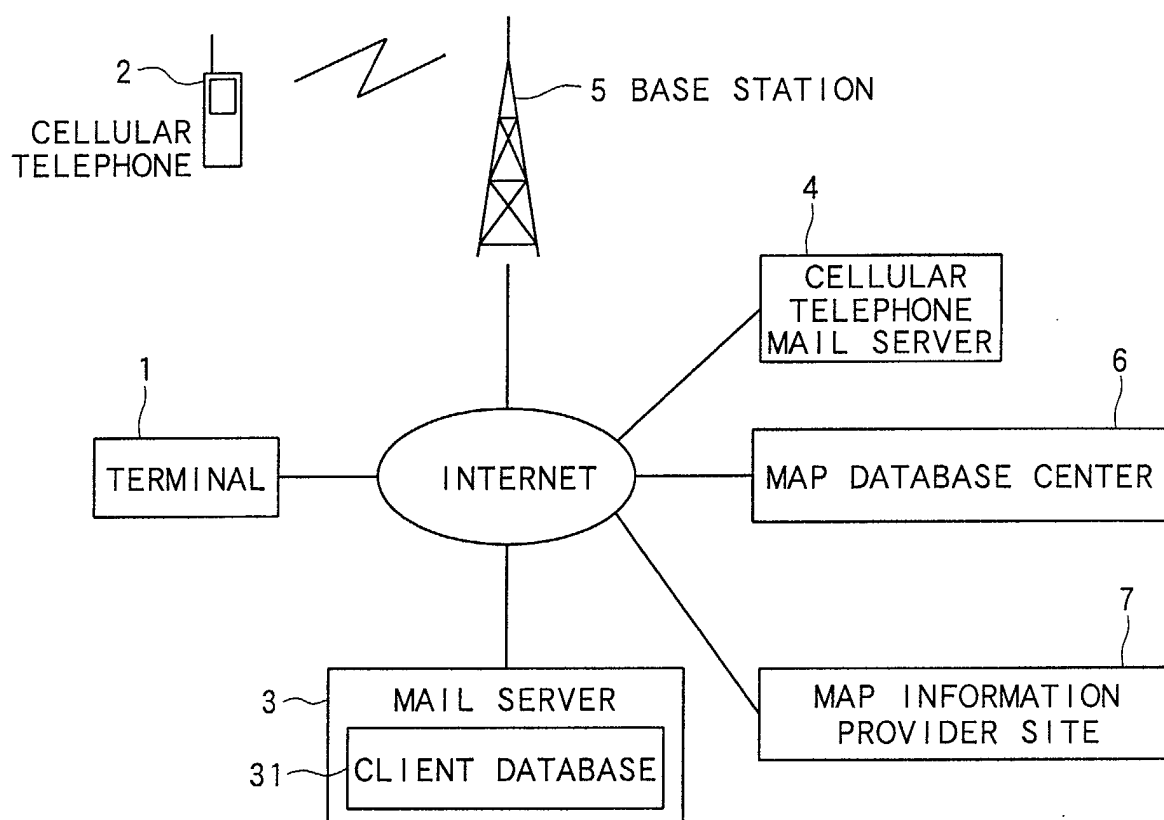 2
CELLULAR
TELEPHONE
5 BASE STATION
4
CELLULAR
TELEPHONE
MAIL SERVER
1
TERMINAL
INTERNET
6
MAP DATABASE CENTER
3
MAIL SERVER
31
CLIENT DATABASE
7
MAP INFORMATION
PROVIDER SITE